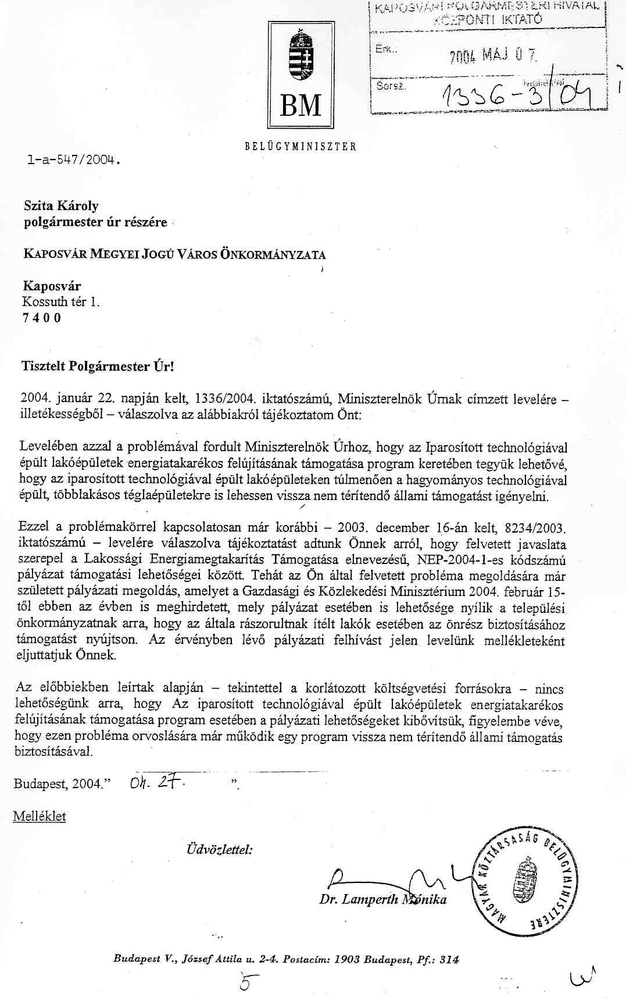 KAPOSVÁRI POLGÁRMESTERI HIVATAL
KÖZPONTI IKTATÓ
Érk.:
2004 MÁJ 07.
Sorsz.:
1336-3/04
BM
BELÜGYMINISZTER
1-a-547/2004.
Szita Károly
polgármester úr részére
KAPOSVÁR MEGYEI JOGÚ VÁROS ÖNKORMÁNYZATA
Kaposvár
Kossuth tér 1.
7 4 0 0
Tisztelt Polgármester Úr!
2004. január 22. napján kelt, 1336/2004. iktatószámú, Miniszterelnök Úrnak címzett levelére –
illetékességből – válaszolva az alábbiakról tájékoztatom Önt:
Levelében azzal a problémával fordult Miniszterelnök Úrhoz, hogy az Iparosított technológiával
épült lakóépületek energiatakarékos felújításának támogatása program keretében tegyük lehetővé,
hogy az iparosított technológiával épült lakóépületeken túlmenően a hagyományos technológiával
épült, többlakásos téglaépületekre is lehessen vissza nem térítendő állami támogatást igényelni.
Ezzel a problémakörrel kapcsolatosan már korábbi – 2003. december 16-án kelt, 8234/2003.
iktatószámú – levelére válaszolva tájékoztatást adtunk Önnek arról, hogy felvetett javaslata
szerepel a Lakossági Energiamegtakarítás Támogatása elnevezésű, NEP-2004-1-es kódszámú
pályázat támogatási lehetőségei között. Tehát az Ön által felvetett probléma megoldására már
született pályázati megoldás, amelyet a Gazdasági és Közlekedési Minisztérium 2004. február 15-
től ebben az évben is meghirdetett, mely pályázat esetében is lehetősége nyílik a települési
önkormányzatnak arra, hogy az általa rászorultnak ítélt lakók esetében az önrész biztosításához
támogatást nyújtson. Az érvényben lévő pályázati felhívást jelen levelünk mellékleteként
eljuttatjuk Önnek.
Az előbbiekben leírtak alapján – tekintettel a korlátozott költségvetési forrásokra – nincs
lehetőségünk arra, hogy Az iparosított technológiával épült lakóépületek energiatakarékos
felújításának támogatása program esetében a pályázati lehetőségeket kibővítsük, figyelembe véve,
hogy ezen probléma orvoslására már működik egy program vissza nem térítendő állami támogatás
biztosításával.
Budapest, 2004.” 04. 27. ”.
Melléklet
Üdvözlettel:
Dr. Lamperth Mónika
MAGYAR KÖZTÁRSASÁG BELÜGYMINISZTERE
Budapest V., József Attila u. 2-4. Postacím: 1903 Budapest, Pf.: 314
5